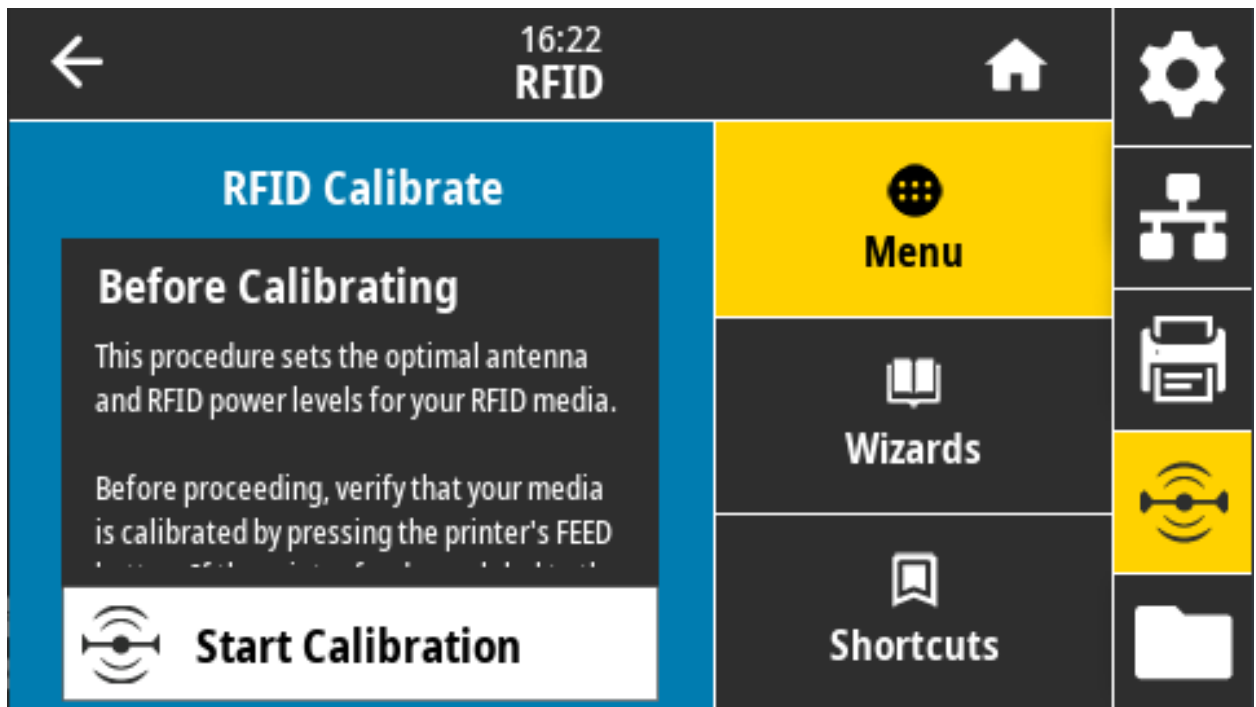 16:22
RFID
RFID Calibrate
Before Calibrating
This procedure sets the optimal antenna
and RFID power levels for your RFID media.
Before proceeding, verify that your media
is calibrated by pressing the printer's FEED
Start Calibration
Menu
Wizards
Shortcuts